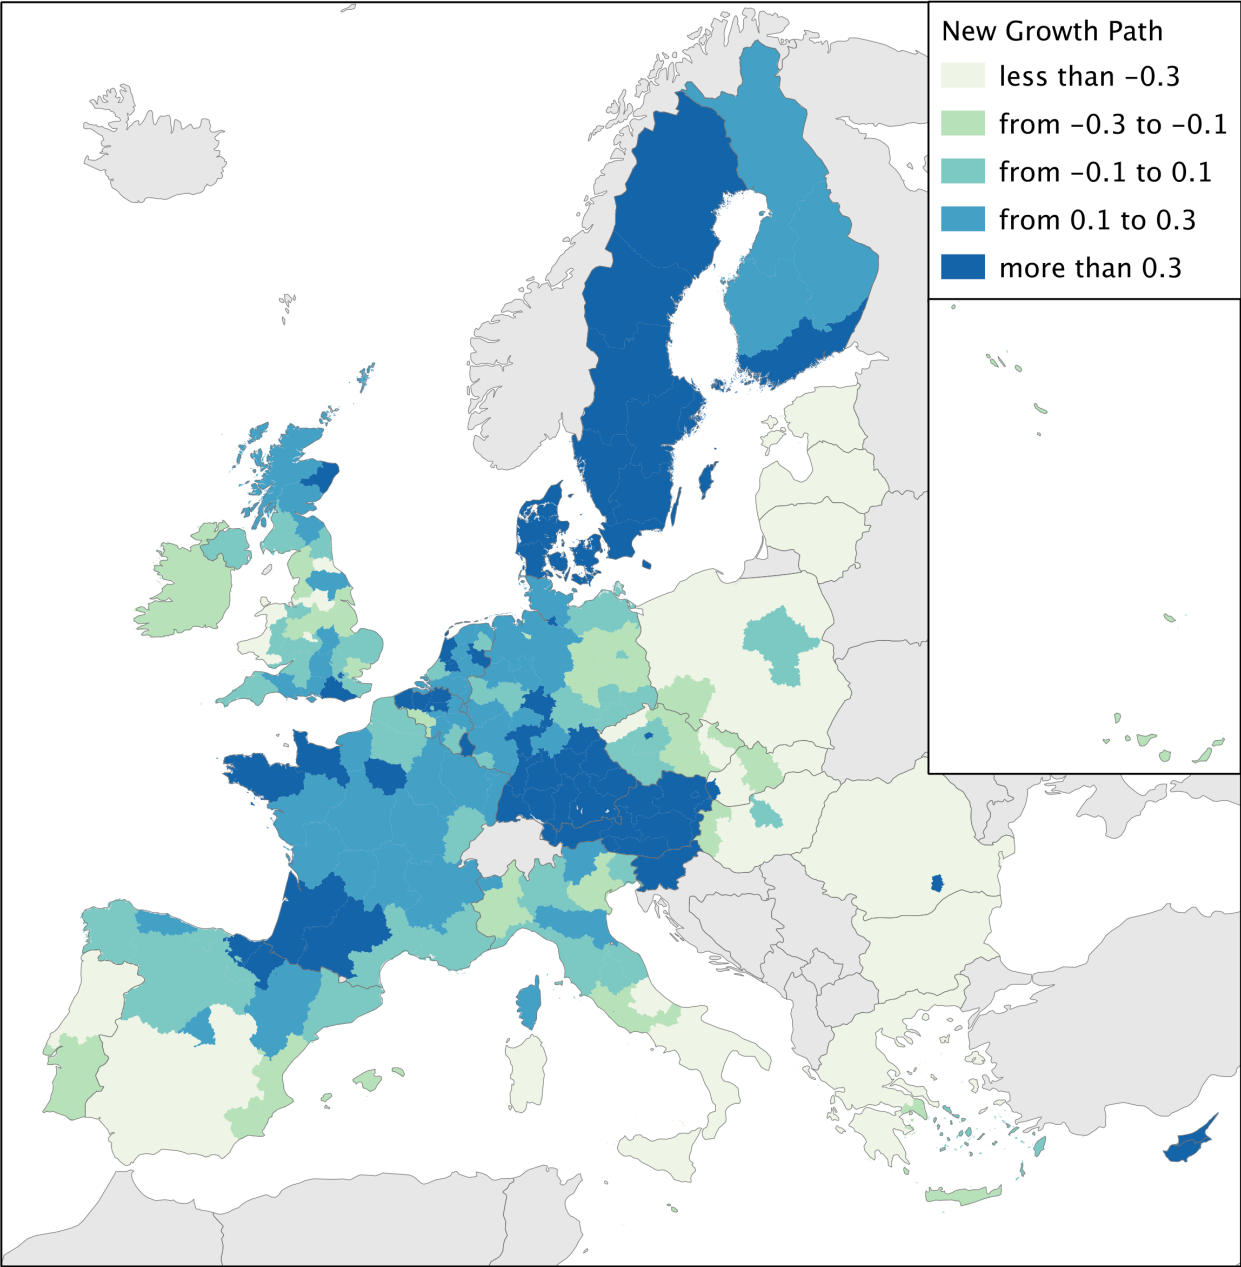 New Growth Path
less than −0.3
from −0.3 to −0.1
from −0.1 to 0.1
from 0.1 to 0.3
more than 0.3